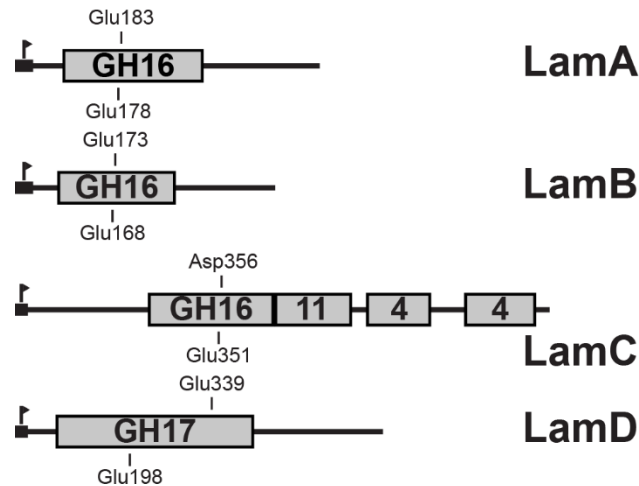 Glu183
GH16
LamA
Glu178
Glu173
GH16
LamB
Glu168
Asp356
GH16 11 4 4
LamC
Glu351
Glu339
GH17
LamD
Glu198